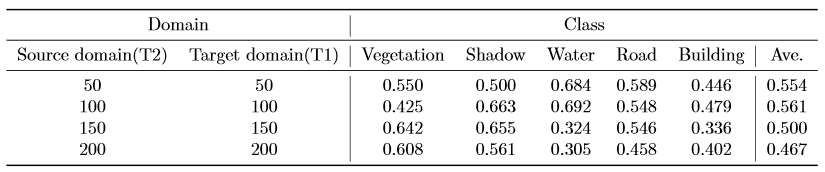 Domain Class
Source domain(T2) Target domain(T1) Vegetation Shadow Water Road Building Ave.
50 50 0.550 0.500 0.684 0.589 0.446 0.554
100 100 0.425 0.663 0.692 0.548 0.479 0.561
150 150 0.642 0.655 0.324 0.546 0.336 0.500
200 200 0.608 0.561 0.305 0.458 0.402 0.467